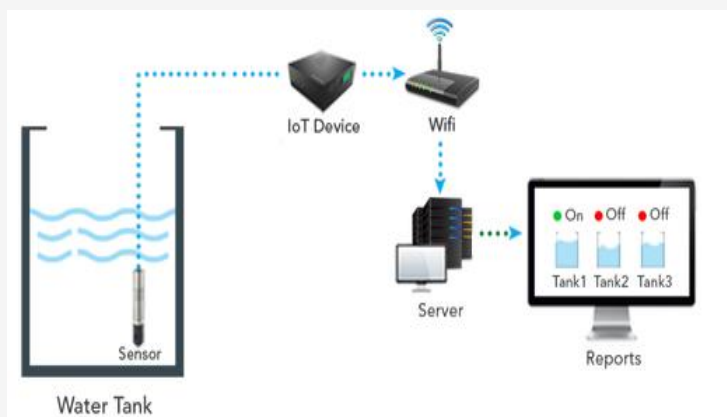 IoT Device
Wifi
On Off Off
Tank1 Tank2 Tank3
Server
Sensor
Reports
Water Tank